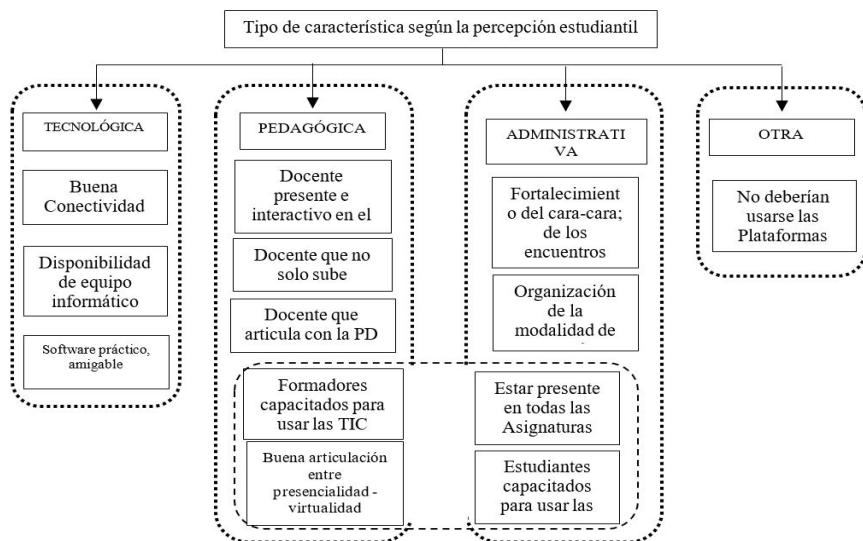 Tipo de característica según la percepción estudiantil
TECNOLÓGICA
Buena
Conectividad
Disponibilidad
de equipo
informático
Software práctico,
amigable
PEDAGÓGICA
Docente
presente e
interactivo en el
Docente que no
solo sube
Docente que
articula con la PD
Formadores
capacitados para
usar las TIC
Buena articulación
entre
presencialidad -
virtualidad
ADMINISTRATI
VA
Fortalecimient
o del cara-cara;
de los
encuentros
Organización
de la
modalidad de
Estar presente
en todas las
Asignaturas
Estudiantes
capacitados
para usar las
OTRA
No deberían
usarse las
Plataformas